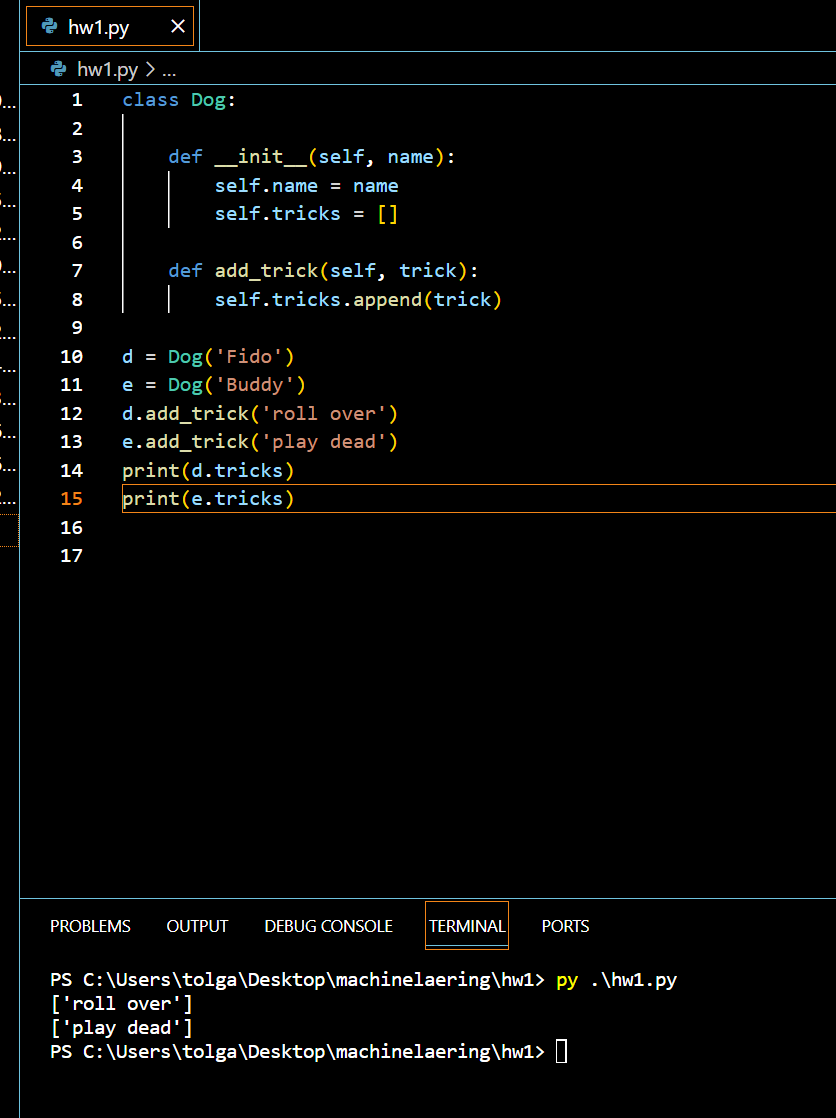 hw1.py
hw1.py > ...
1 class Dog:
2
3     def __init__(self, name):
4         self.name = name
5         self.tricks = []
6
7     def add_trick(self, trick):
8         self.tricks.append(trick)
9
10 d = Dog('Fido')
11 e = Dog('Buddy')
12 d.add_trick('roll over')
13 e.add_trick('play dead')
14 print(d.tricks)
15 print(e.tricks)
16
17
PROBLEMS OUTPUT DEBUG CONSOLE TERMINAL PORTS
PS C:\Users\tolga\Desktop\machinelaering\hw1> py .\hw1.py
['roll over']
['play dead']
PS C:\Users\tolga\Desktop\machinelaering\hw1>